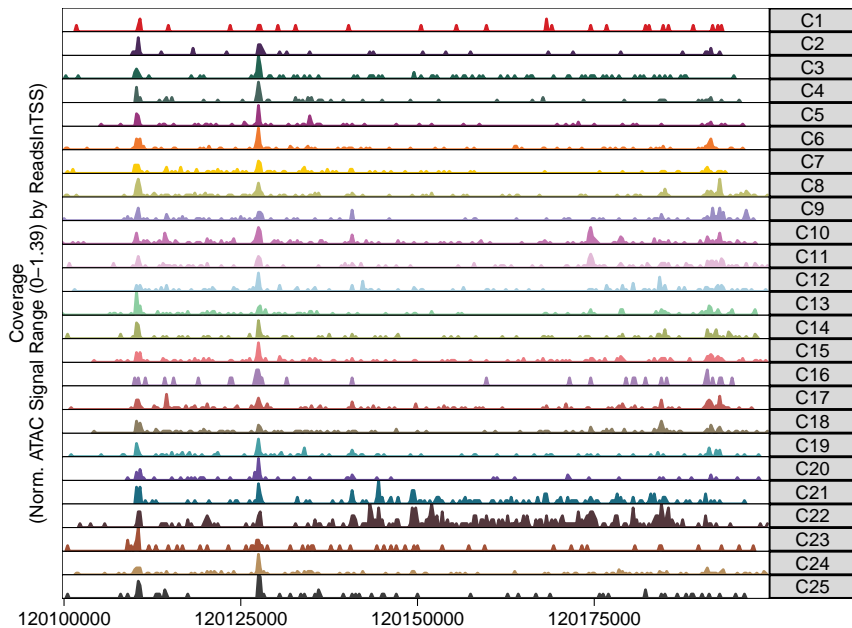 Coverage
(Norm. ATAC Signal Range (0–1.39) by ReadsInTSS)
C1
C2
C3
C4
C5
C6
C7
C8
C9
C10
C11
C12
C13
C14
C15
C16
C17
C18
C19
C20
C21
C22
C23
C24
C25
120100000 120125000 120150000 120175000